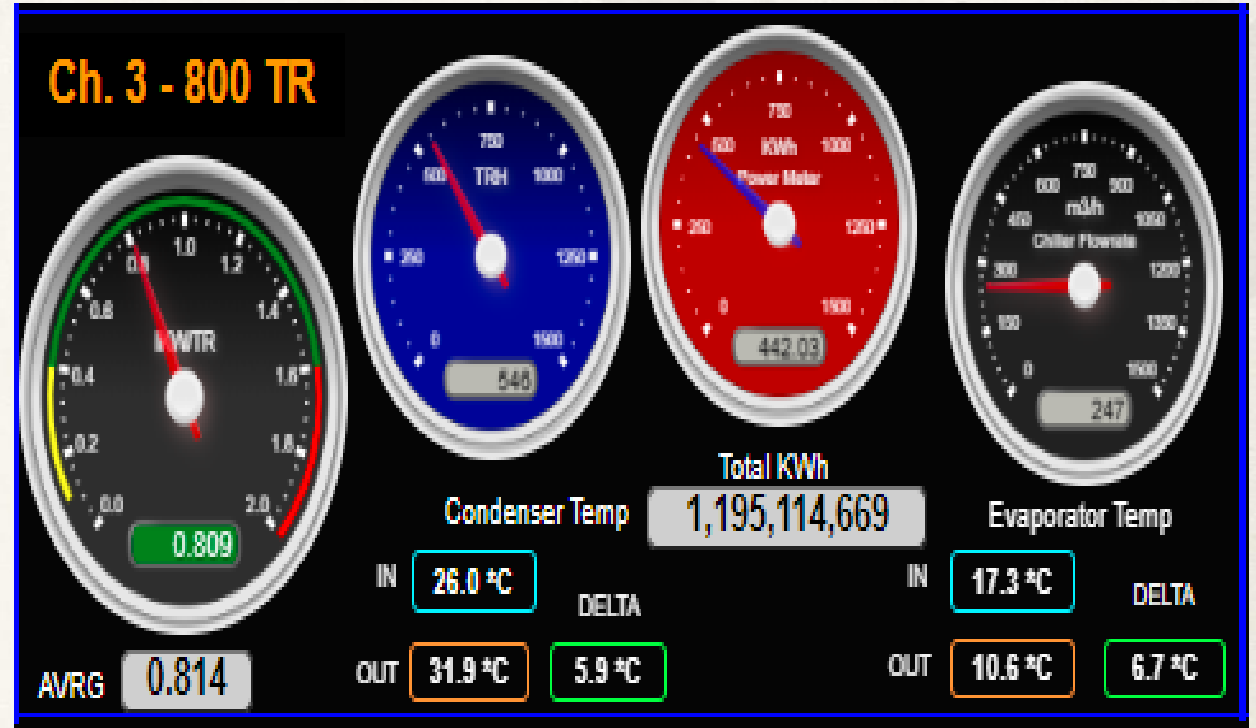 Ch. 3 - 800 TR
0.0
0.2
0.4
0.6
0.8
1.0
1.2
1.4
1.6
1.8
2.0
0.809
AVRG 0.814
0
250
500
750
1000
1250
1500
TRH
546
0
250
500
750
1000
1250
1500
KWh
Power Meter
442.03
0
150
300
450
600
750
900
1050
1200
1350
1500
m3/h
Chiller Flowrate
247
Total KWh
1,195,114,669
Condenser Temp
IN 26.0 °C
DELTA
OUT 31.9 °C 5.9 °C
Evaporator Temp
IN 17.3 °C
DELTA
OUT 10.6 °C 6.7 °C